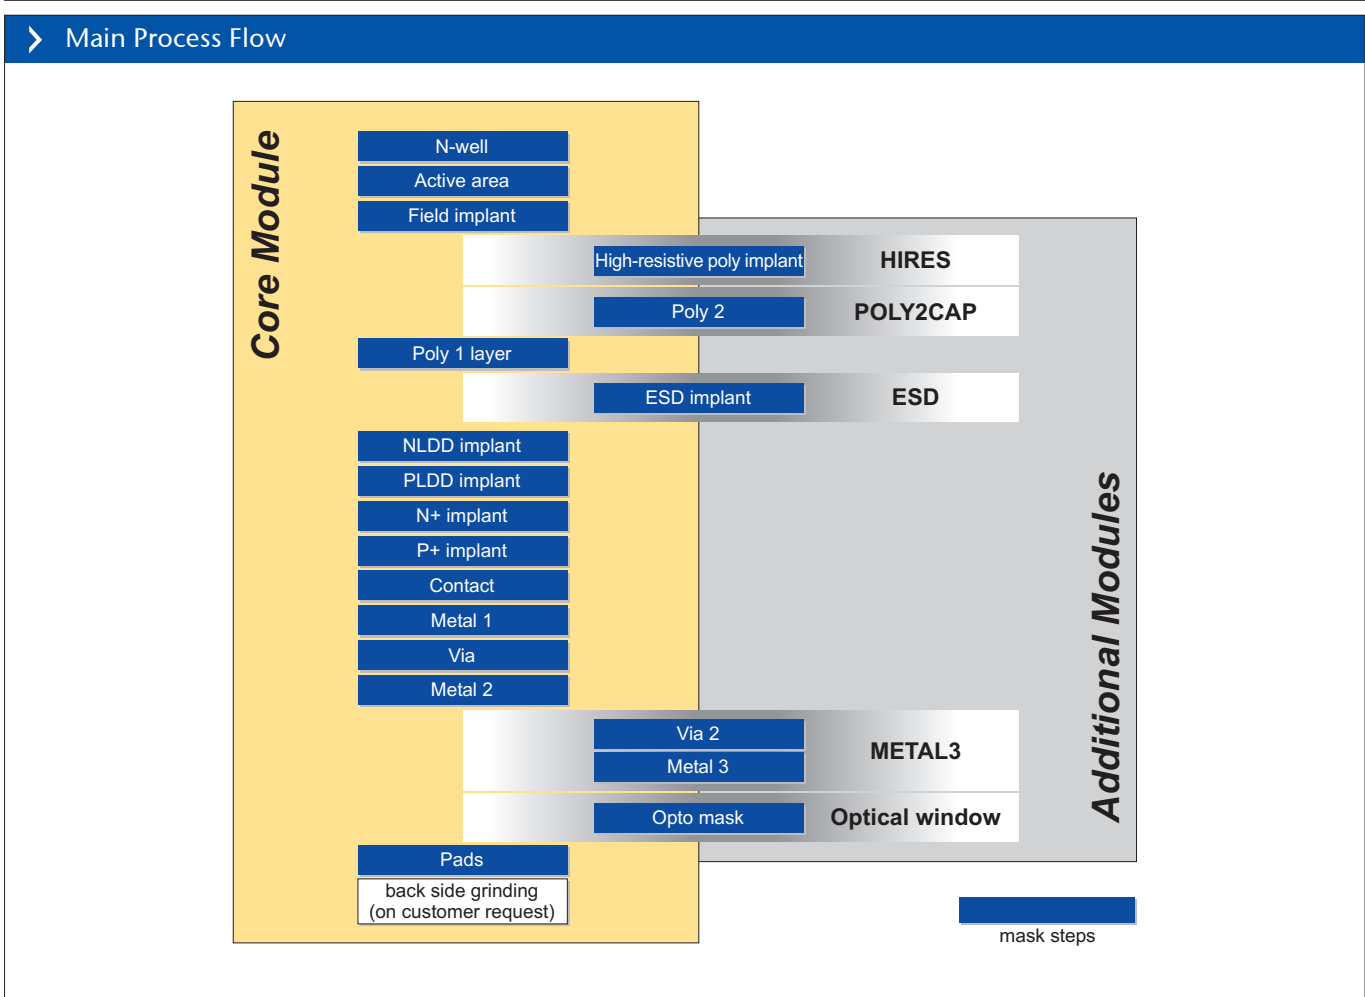 Main Process Flow
Core Module
N-well
Active area
Field implant
High-resistive poly implant
HIRES
Poly 2
POLY2CAP
Poly 1 layer
ESD implant
ESD
NLDD implant
PLDD implant
N+ implant
P+ implant
Contact
Metal 1
Via
Metal 2
Via 2
Metal 3
METAL3
Opto mask
Optical window
Additional Modules
Pads
back side grinding
(on customer request)
mask steps